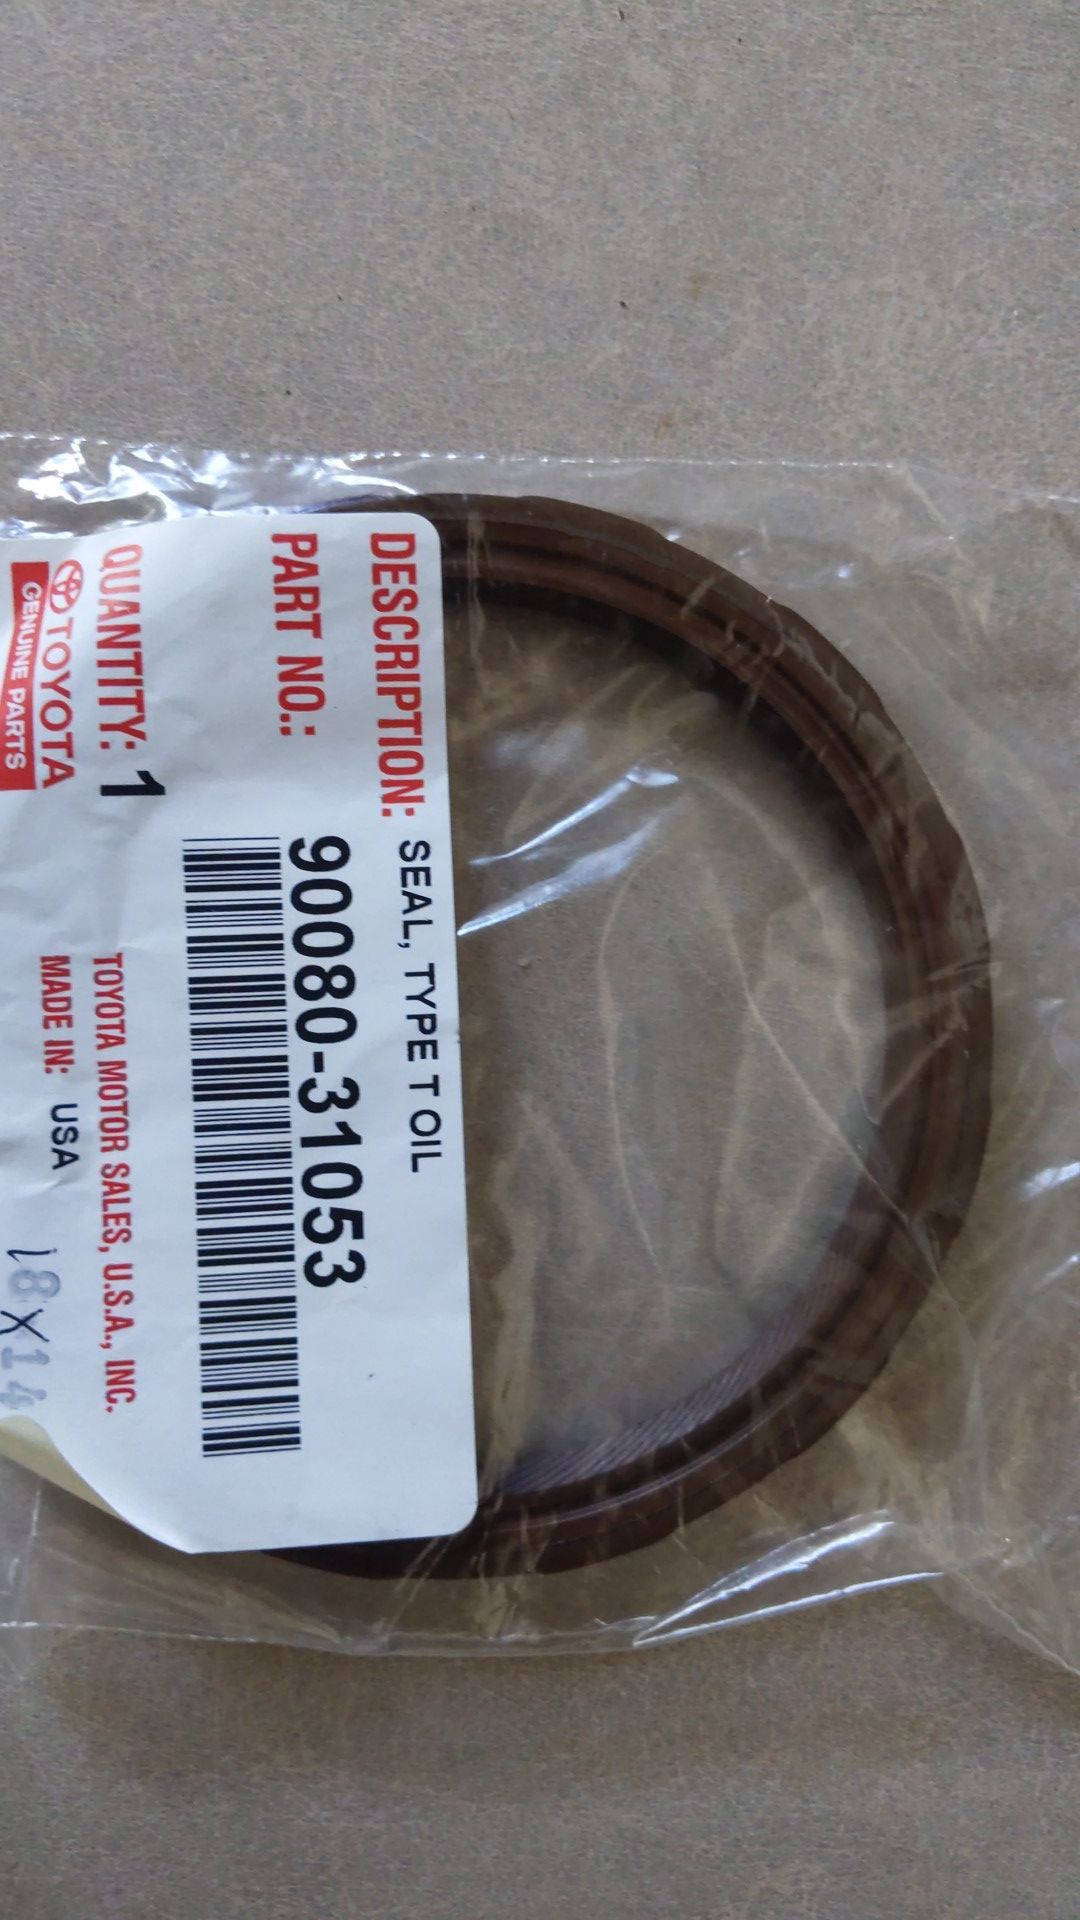 DESCRIPTION: SEAL, TYPE T OIL
PART NO.: 90080-31053
QUANTITY: 1
TOYOTA MOTOR SALES, U.S.A., INC.
TOYOTA
MADE IN: USA
GENUINE PARTS
18X14